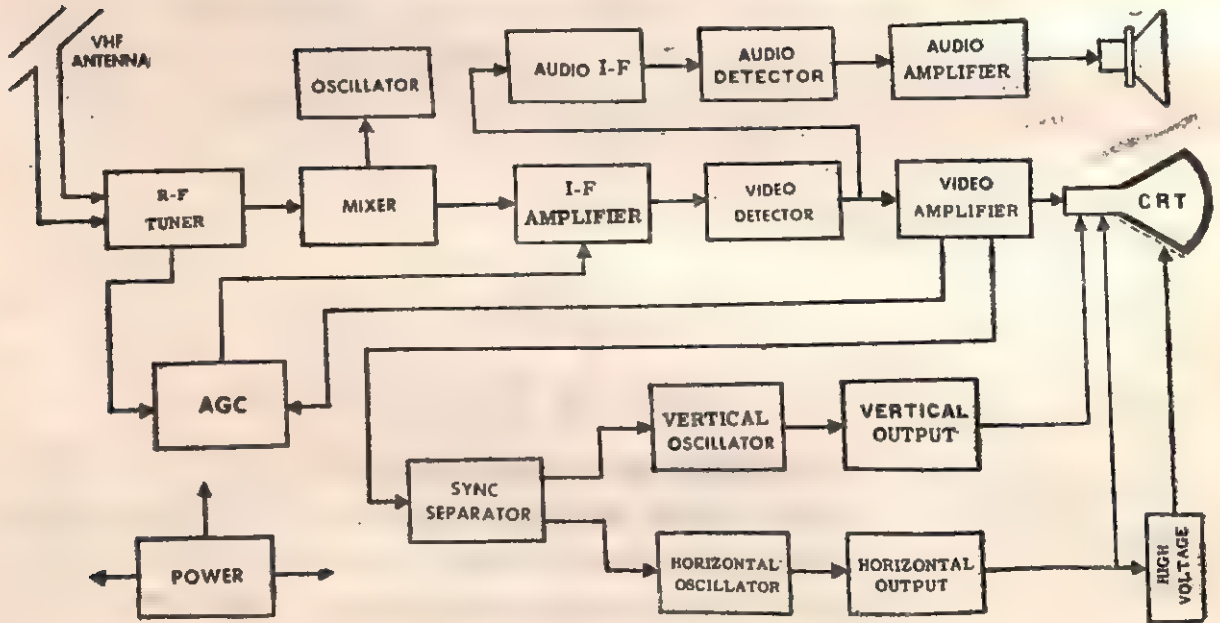 VHF
ANTENNA
OSCILLATOR
AUDIO I-F
AUDIO
DETECTOR
AUDIO
AMPLIFIER
R-F
TUNER
MIXER
I-F
AMPLIFIER
VIDEO
DETECTOR
VIDEO
AMPLIFIER
CRT
AGC
VERTICAL
OSCILLATOR
VERTICAL
OUTPUT
SYNC
SEPARATOR
POWER
HORIZONTAL
OSCILLATOR
HORIZONTAL
OUTPUT
HIGH
VOLTAGE